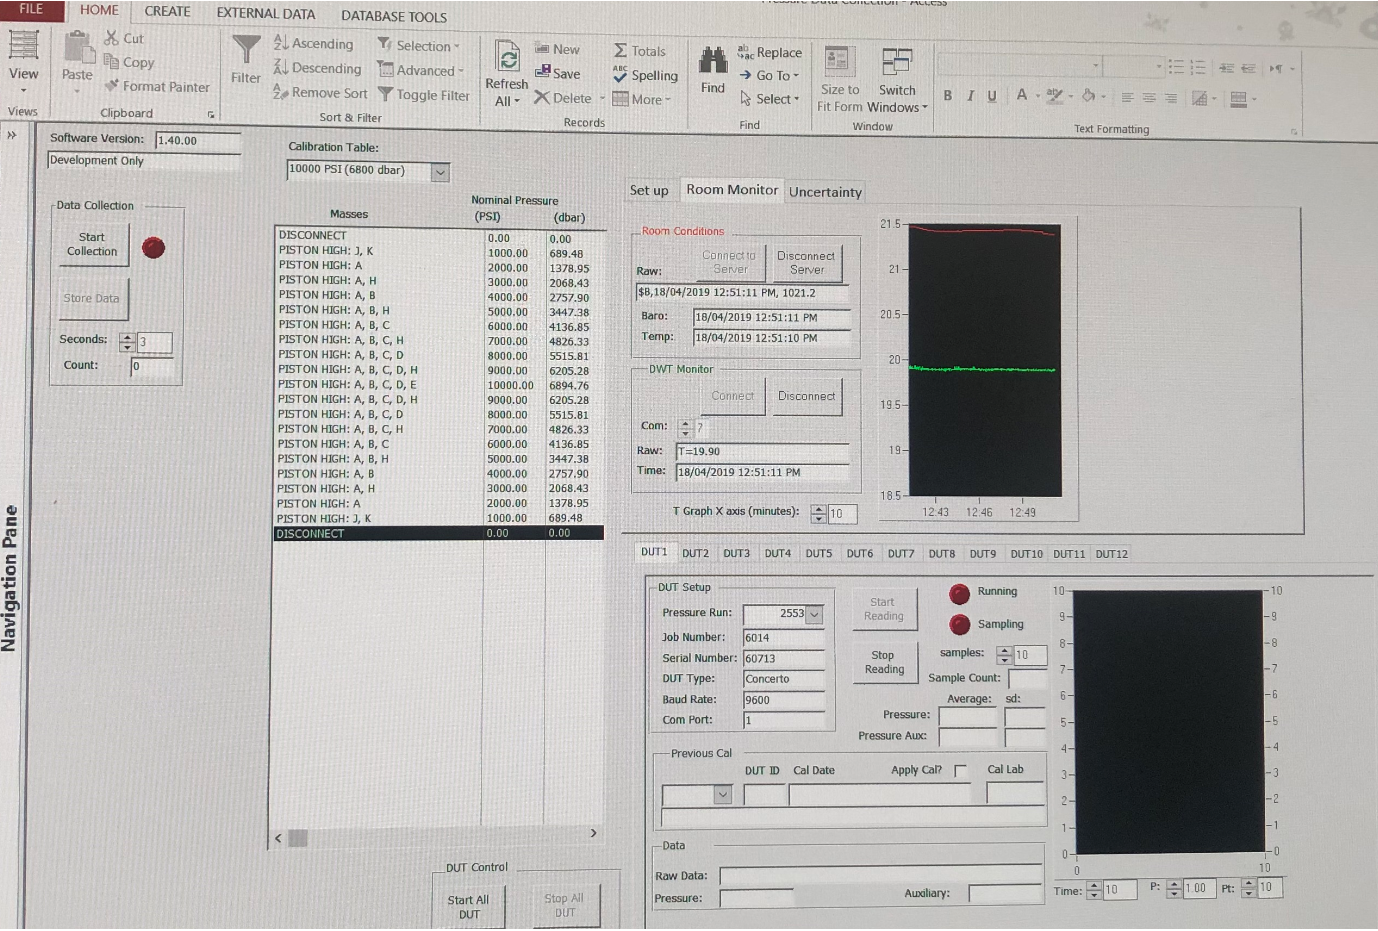 FILE HOME CREATE EXTERNAL DATA DATABASE TOOLS
View
Views
Paste
Cut
Copy
Format Painter
Clipboard
Filter
Ascending
Descending
Remove Sort
Selection
Advanced
Toggle Filter
Sort & Filter
Refresh
All
New
Save
Delete
Totals
Spelling
More
Records
Find
Replace
Go To
Select
Find
Size to
Fit Form
Switch
Windows
Window
B I U A
Text Formatting
Navigation Pane
Software Version: 1.40.00
Development Only
Data Collection
Start
Collection
Store Data
Seconds: 3
Count: 0
Calibration Table:
10000 PSI (6800 dbar)
Nominal Pressure
Masses (PSI) (dbar)
DISCONNECT 0.00 0.00
PISTON HIGH: J, K 1000.00 689.48
PISTON HIGH: A 2000.00 1378.95
PISTON HIGH: A, H 3000.00 2068.43
PISTON HIGH: A, B 4000.00 2757.90
PISTON HIGH: A, B, H 5000.00 3447.38
PISTON HIGH: A, B, C 6000.00 4136.85
PISTON HIGH: A, B, C, H 7000.00 4826.33
PISTON HIGH: A, B, C, D 8000.00 5515.81
PISTON HIGH: A, B, C, D, H 9000.00 6205.28
PISTON HIGH: A, B, C, D, E 10000.00 6894.76
PISTON HIGH: A, B, C, D, H 9000.00 6205.28
PISTON HIGH: A, B, C, D 8000.00 5515.81
PISTON HIGH: A, B, C, H 7000.00 4826.33
PISTON HIGH: A, B, C 6000.00 4136.85
PISTON HIGH: A, B, H 5000.00 3447.38
PISTON HIGH: A, B 4000.00 2757.90
PISTON HIGH: A, H 3000.00 2068.43
PISTON HIGH: A 2000.00 1378.95
PISTON HIGH: J, K 1000.00 689.48
DISCONNECT 0.00 0.00
DUT Control
Start All
DUT
Stop All
DUT
Set up Room Monitor Uncertainty
Room Conditions
Connect to
Server
Disconnect
Server
Raw:
$B,18/04/2019 12:51:11 PM, 1021.2
Baro: 18/04/2019 12:51:11 PM
Temp: 18/04/2019 12:51:10 PM
DWT Monitor
Connect Disconnect
Com: 7
Raw: T=19.90
Time: 18/04/2019 12:51:11 PM
T Graph X axis (minutes): 10
21.5
21
20.5
20
19.5
19
18.5
12:43 12:46 12:49
DUT1 DUT2 DUT3 DUT4 DUT5 DUT6 DUT7 DUT8 DUT9 DUT10 DUT11 DUT12
DUT Setup
Pressure Run: 2553
Job Number: 6014
Serial Number: 60713
DUT Type: Concerto
Baud Rate: 9600
Com Port: 1
Start
Reading
Stop
Reading
Running
Sampling
samples: 10
Sample Count:
Average: sd:
Pressure:
Pressure Aux:
Previous Cal
DUT ID Cal Date Apply Cal? Cal Lab
Data
Raw Data:
Pressure: Auxiliary:
10 10
9 9
8 8
7 7
6 6
5 5
4 4
3 3
2 2
1 1
0 0
0 10
Time: 10 P: 1.00 Pt: 10